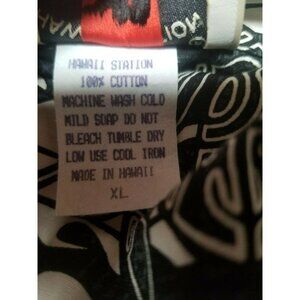 HAWAII STATION
100% COTTON
MACHINE WASH COLD
MILD SOAP DO NOT
BLEACH TUMBLE DRY
LOW USE COOL IRON
MADE IN HAWAII
XL